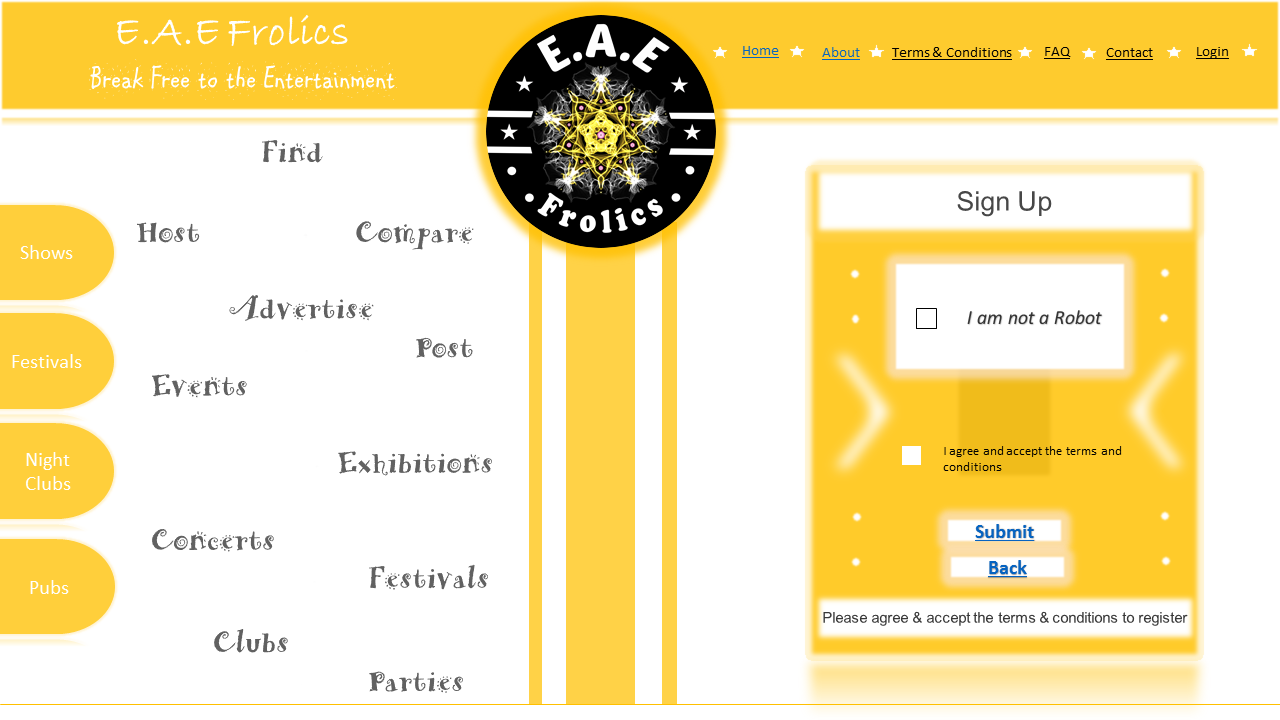 E.A.E Frolics
Break Free to the Entertainment
E.A.E
Frolics
Home
About
Terms & Conditions
FAQ
Contact
Login
Find
Host
Compare
Advertise
Post
Events
Exhibitions
Concerts
Festivals
Clubs
Parties
Shows
Festivals
Night
Clubs
Pubs
Sign Up
I am not a Robot
I agree and accept the terms and
conditions
Submit
Back
Please agree & accept the terms & conditions to register